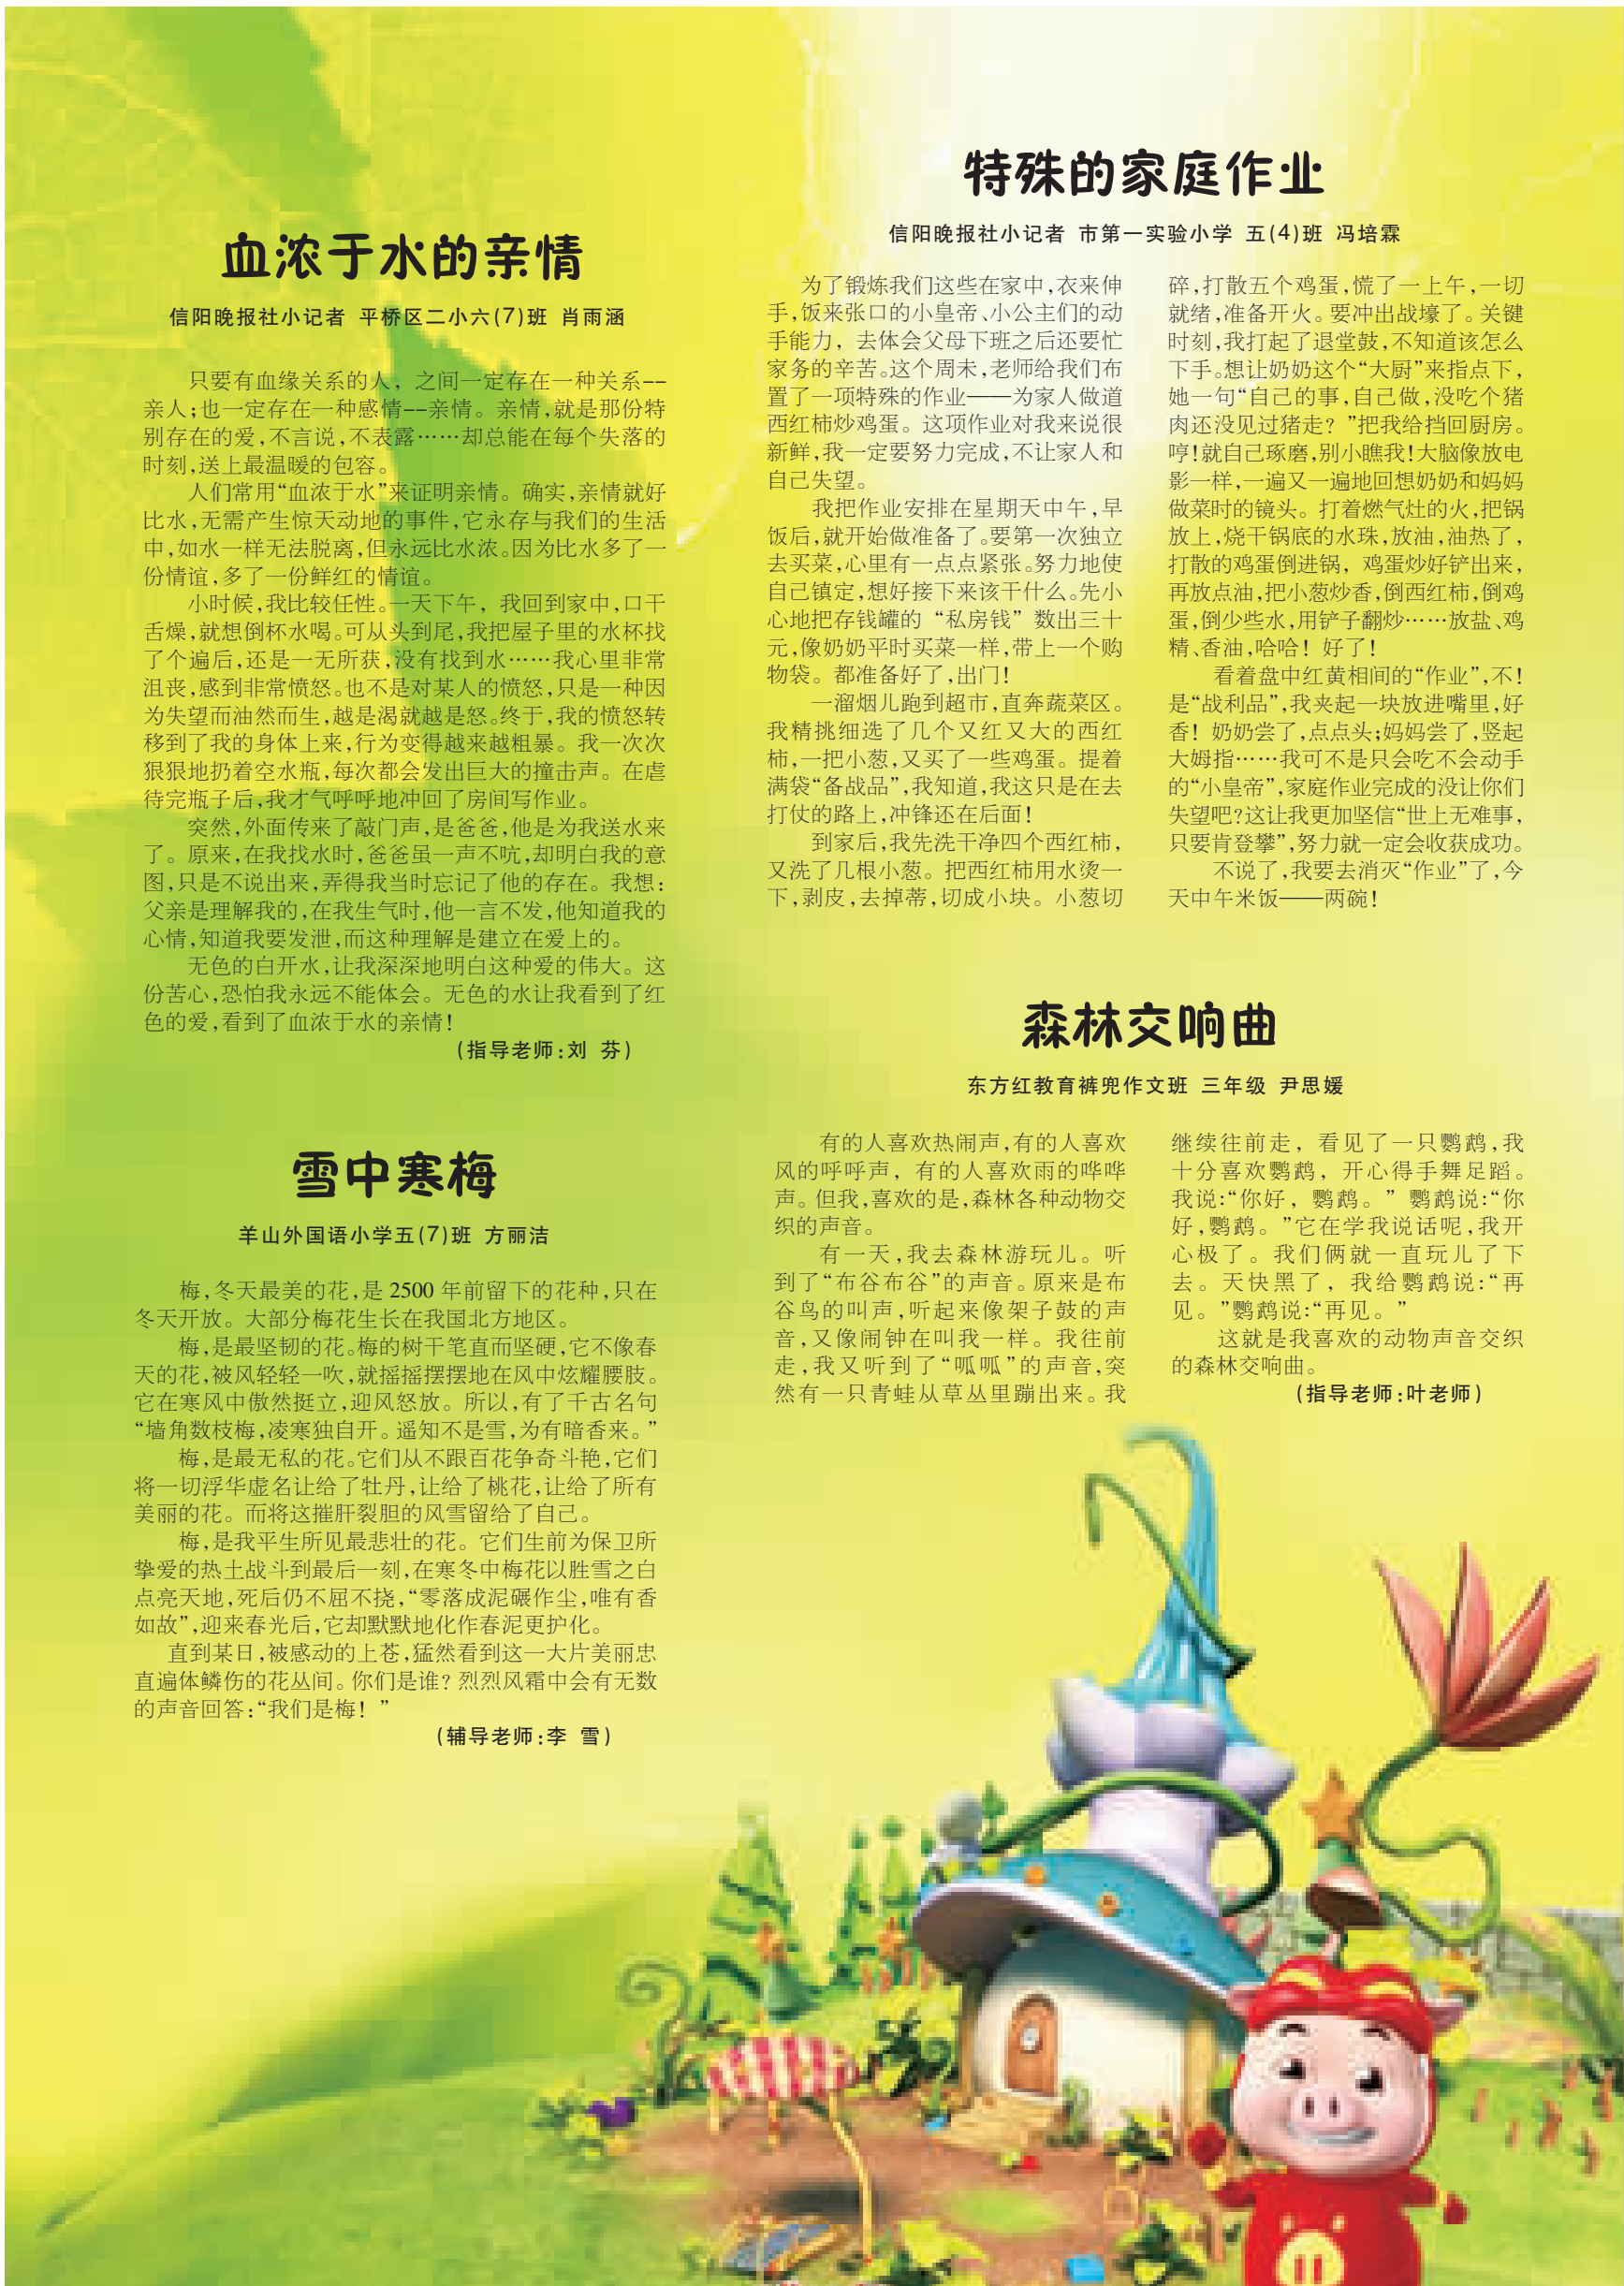 血浓于水的亲情
信阳晚报社小记者 平桥区二小六(7)班 肖雨涵
只要有血缘关系的人，之间一定存在一种关系--
亲人;也一定存在一种感情--亲情。亲情,就是那份特
别存在的爱,不言说,不表露……却总能在每个失落的
时刻,送上最温暖的包容。
人们常用“血浓于水”来证明亲情。确实,亲情就好
比水,无需产生惊天动地的事件,它永存与我们的生活
中,如水一样无法脱离,但永远比水浓。因为比水多了一
份情谊,多了一份鲜红的情谊。
小时候,我比较任性。一天下午，我回到家中,口干
舌燥,就想倒杯水喝。可从头到尾,我把屋子里的水杯找
了个遍后,还是一无所获,没有找到水……我心里非常
沮丧,感到非常愤怒。也不是对某人的愤怒,只是一种因
为失望而油然而生,越是渴就越是怒。终于,我的愤怒转
移到了我的身体上来,行为变得越来越粗暴。我一次次
狠狠地扔着空水瓶,每次都会发出巨大的撞击声。在虐
待完瓶子后,我才气呼呼地冲回了房间写作业。
突然,外面传来了敲门声,是爸爸,他是为我送水来
了。原来,在我找水时,爸爸虽一声不吭,却明白我的意
图,只是不说出来,弄得我当时忘记了他的存在。我想:
父亲是理解我的,在我生气时,他一言不发,他知道我的
心情,知道我要发泄,而这种理解是建立在爱上的。
无色的白开水,让我深深地明白这种爱的伟大。这
份苦心,恐怕我永远不能体会。无色的水让我看到了红
色的爱,看到了血浓于水的亲情!
(指导老师:刘 芬)
雪中寒梅
羊山外国语小学五(7)班 方丽洁
梅,冬天最美的花,是 2500 年前留下的花种,只在
冬天开放。大部分梅花生长在我国北方地区。
梅,是最坚韧的花。梅的树干笔直而坚硬,它不像春
天的花,被风轻轻一吹,就摇摇摆摆地在风中炫耀腰肢。
它在寒风中傲然挺立,迎风怒放。所以,有了千古名句
“墙角数枝梅,凌寒独自开。遥知不是雪,为有暗香来。”
梅,是最无私的花。它们从不跟百花争奇斗艳,它们
将一切浮华虚名让给了牡丹,让给了桃花,让给了所有
美丽的花。而将这摧肝裂胆的风雪留给了自己。
梅,是我平生所见最悲壮的花。它们生前为保卫所
挚爱的热土战斗到最后一刻,在寒冬中梅花以胜雪之白
点亮天地,死后仍不屈不挠,“零落成泥碾作尘,唯有香
如故”,迎来春光后,它却默默地化作春泥更护化。
直到某日,被感动的上苍,猛然看到这一大片美丽忠
直遍体鳞伤的花丛间。你们是谁? 烈烈风霜中会有无数
的声音回答:“我们是梅! ”
(辅导老师:李 雪)
特殊的家庭作业
信阳晚报社小记者 市第一实验小学 五(4)班 冯培霖
为了锻炼我们这些在家中,衣来伸
手,饭来张口的小皇帝、小公主们的动
手能力，去体会父母下班之后还要忙
家务的辛苦。这个周末,老师给我们布
置了一项特殊的作业——为家人做道
西红柿炒鸡蛋。这项作业对我来说很
新鲜,我一定要努力完成,不让家人和
自己失望。
我把作业安排在星期天中午,早
饭后,就开始做准备了。要第一次独立
去买菜,心里有一点点紧张。努力地使
自己镇定,想好接下来该干什么。先小
心地把存钱罐的“私房钱”数出三十
元,像奶奶平时买菜一样,带上一个购
物袋。都准备好了,出门!
一溜烟儿跑到超市,直奔蔬菜区。
我精挑细选了几个又红又大的西红
柿,一把小葱,又买了一些鸡蛋。提着
满袋“备战品”,我知道,我这只是在去
打仗的路上,冲锋还在后面!
到家后,我先洗干净四个西红柿,
又洗了几根小葱。把西红柿用水烫一
下,剥皮,去掉蒂,切成小块。小葱切
碎,打散五个鸡蛋,慌了一上午,一切
就绪,准备开火。要冲出战壕了。关键
时刻,我打起了退堂鼓,不知道该怎么
下手。想让奶奶这个“大厨”来指点下,
她一句“自己的事,自己做,没吃个猪
肉还没见过猪走? ”把我给挡回厨房。
哼!就自己琢磨,别小瞧我!大脑像放电
影一样,一遍又一遍地回想奶奶和妈妈
做菜时的镜头。打着燃气灶的火,把锅
放上,烧干锅底的水珠,放油,油热了,
打散的鸡蛋倒进锅，鸡蛋炒好铲出来,
再放点油,把小葱炒香,倒西红柿,倒鸡
蛋,倒少些水,用铲子翻炒……放盐、鸡
精、香油,哈哈! 好了!
看着盘中红黄相间的“作业”,不!
是“战利品”,我夹起一块放进嘴里,好
香! 奶奶尝了,点点头;妈妈尝了,竖起
大姆指……我可不是只会吃不会动手
的“小皇帝”,家庭作业完成的没让你们
失望吧?这让我更加坚信“世上无难事,
只要肯登攀”,努力就一定会收获成功。
不说了,我要去消灭“作业”了,今
天中午米饭——两碗!
森林交响曲
东方红教育裤兜作文班 三年级 尹思媛
有的人喜欢热闹声,有的人喜欢
风的呼呼声，有的人喜欢雨的哗哗
声。但我,喜欢的是,森林各种动物交
织的声音。
有一天,我去森林游玩儿。听
到了“布谷布谷”的声音。原来是布
谷鸟的叫声,听起来像架子鼓的声
音,又像闹钟在叫我一样。我往前
走,我又听到了“呱呱”的声音,突
然有一只青蛙从草丛里蹦出来。我
继续往前走，看见了一只鹦鹉,我
十分喜欢鹦鹉，开心得手舞足蹈。
我说:“你好，鹦鹉。” 鹦鹉说:“你
好,鹦鹉。”它在学我说话呢,我开
心极了。我们俩就一直玩儿了下
去。天快黑了，我给鹦鹉说:“再
见。”鹦鹉说:“再见。”
这就是我喜欢的动物声音交织
的森林交响曲。
(指导老师:叶老师)